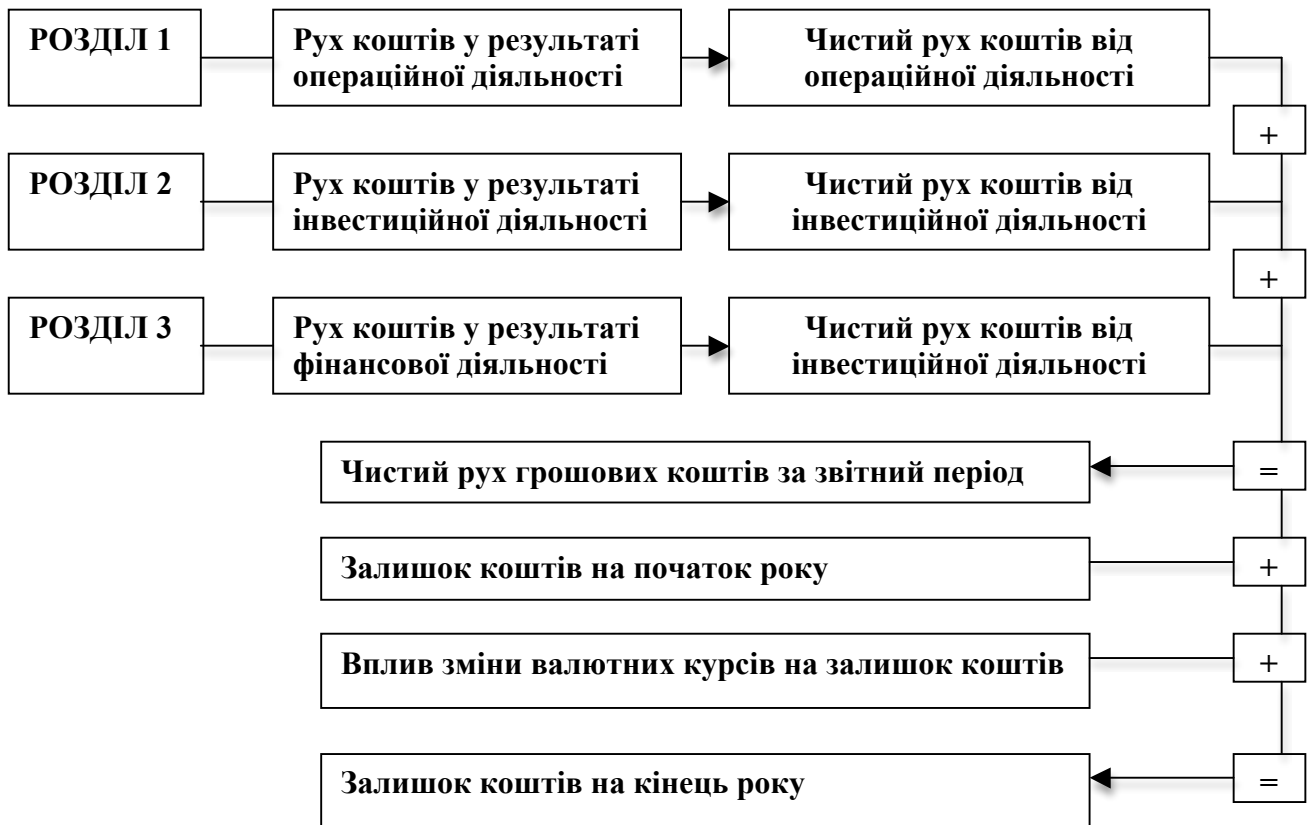 РОЗДІЛ 1
Рух коштів у результаті
операційної діяльності
Чистий рух коштів від
операційної діяльності
+
РОЗДІЛ 2
Рух коштів у результаті
інвестиційної діяльності
Чистий рух коштів від
інвестиційної діяльності
+
РОЗДІЛ 3
Рух коштів у результаті
фінансової діяльності
Чистий рух коштів від
інвестиційної діяльності
Чистий рух грошових коштів за звітний період
=
Залишок коштів на початок року
+
Вплив зміни валютних курсів на залишок коштів
+
Залишок коштів на кінець року
=